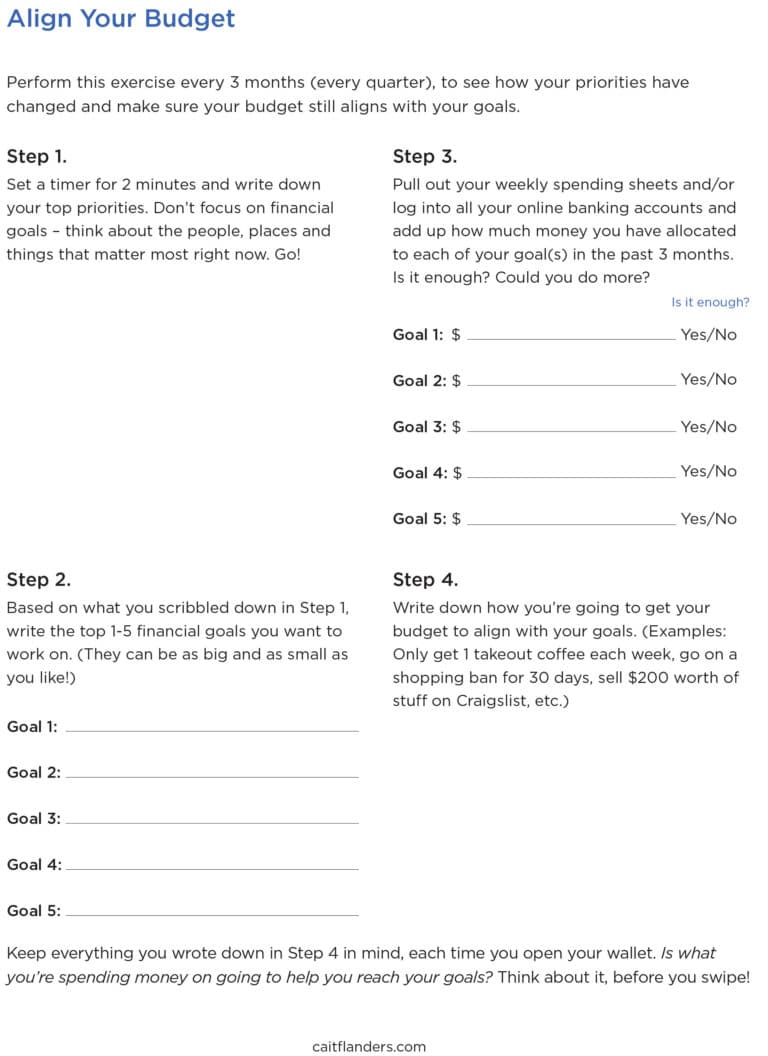 Align Your Budget
Perform this exercise every 3 months (every quarter), to see how your priorities have
changed and make sure your budget still aligns with your goals.
Step 1.
Set a timer for 2 minutes and write down
your top priorities. Don't focus on financial
goals – think about the people, places and
things that matter most right now. Go!
Step 2.
Based on what you scribbled down in Step 1,
write the top 1-5 financial goals you want to
work on. (They can be as big and as small as
you like!)
Goal 1:
Goal 2:
Goal 3:
Goal 4:
Goal 5:
Step 3.
Pull out your weekly spending sheets and/or
log into all your online banking accounts and
add up how much money you have allocated
to each of your goal(s) in the past 3 months.
Is it enough? Could you do more?
Is it enough?
Goal 1: $ Yes/No
Goal 2: $ Yes/No
Goal 3: $ Yes/No
Goal 4: $ Yes/No
Goal 5: $ Yes/No
Step 4.
Write down how you're going to get your
budget to align with your goals. (Examples:
Only get 1 takeout coffee each week, go on a
shopping ban for 30 days, sell $200 worth of
stuff on Craigslist, etc.)
Keep everything you wrote down in Step 4 in mind, each time you open your wallet. Is what
you're spending money on going to help you reach your goals? Think about it, before you swipe!
caitflanders.com